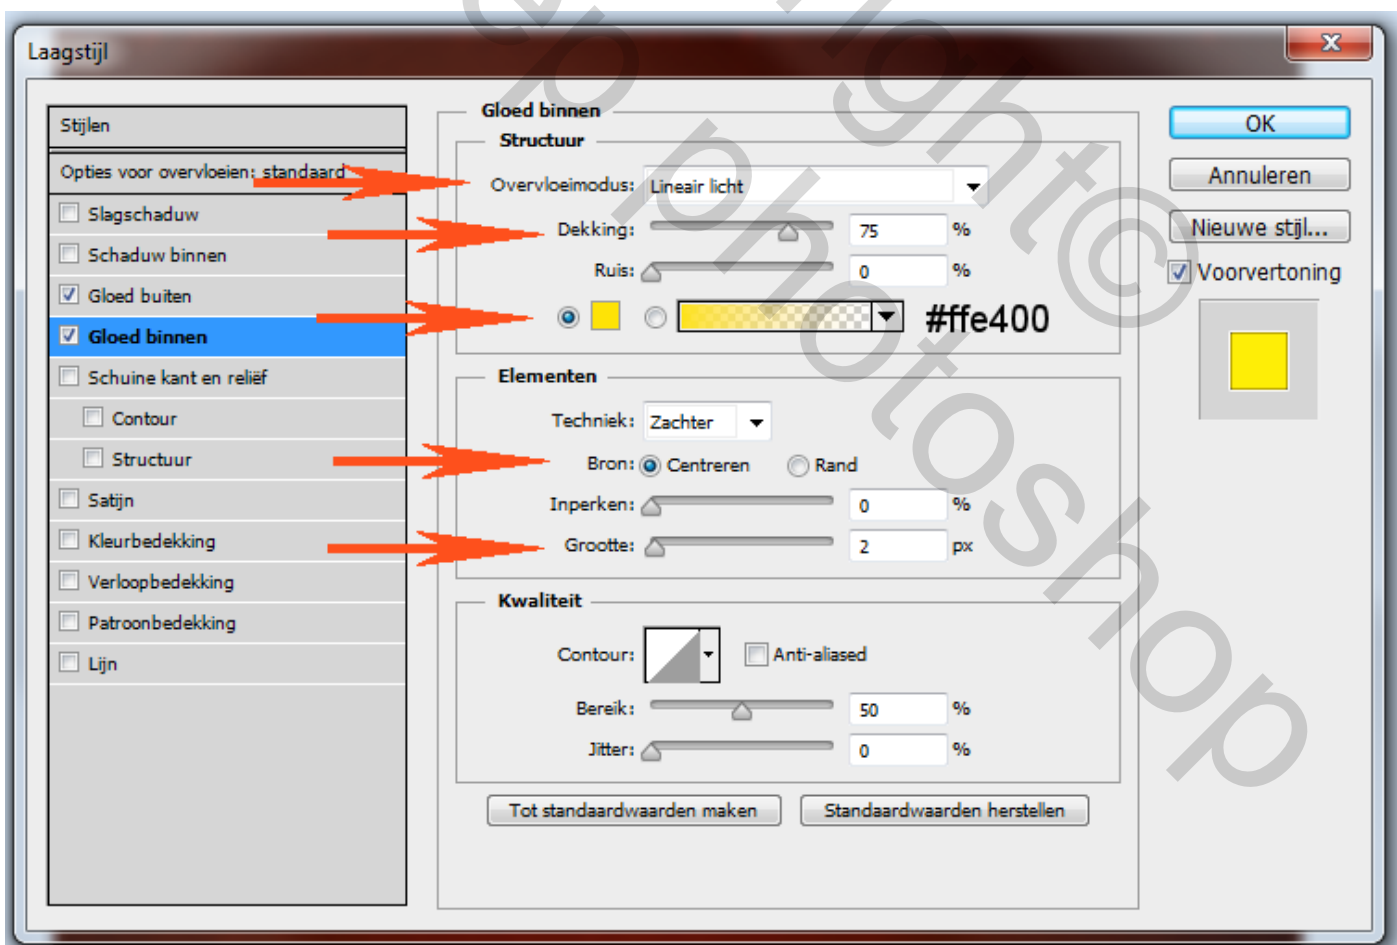 Laagstijl
Stijlen
Opties voor overvloeien: standaard
Slagschaduw
Schaduw binnen
Gloed buiten
Gloed binnen
Schuine kant en reliëf
Contour
Structuur
Satijn
Kleurbedekking
Verloopbedekking
Patroonbedekking
Lijn
Gloed binnen
Structuur
Overvloeimodus: Lineair licht
Dekking: 75 %
Ruis: 0 %
#ffe400
Elementen
Techniek: Zachter
Bron: Centreren Rand
Inperken: 0 %
Grootte: 2 px
Kwaliteit
Contour: Anti-aliased
Bereik: 50 %
Jitter: 0 %
Tot standaardwaarden maken Standaardwaarden herstellen
OK
Annuleren
Nieuwe stijl...
Voorvertoning